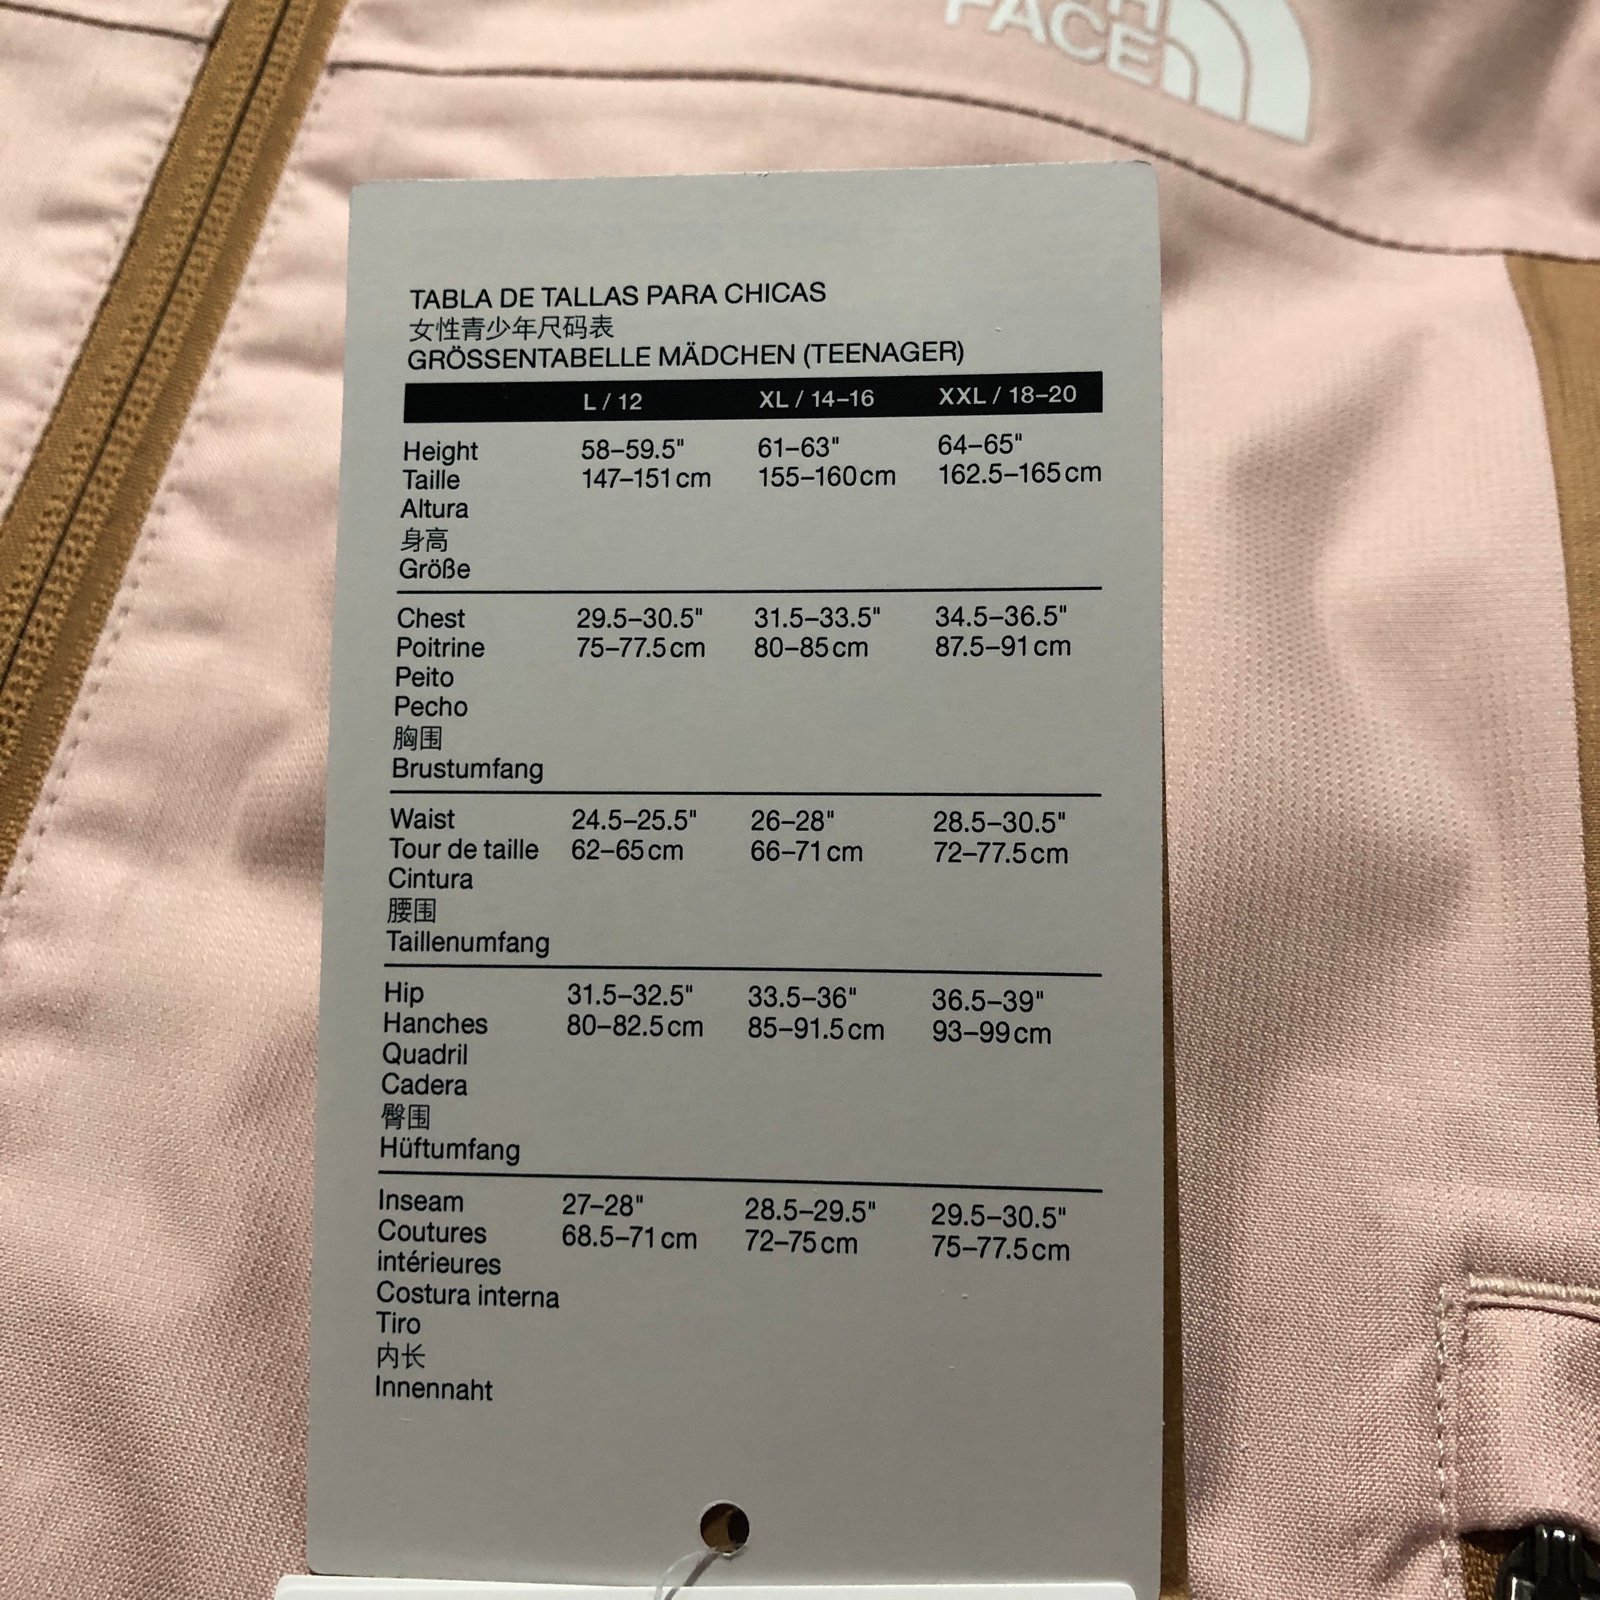 FACE
TABLA DE TALLAS PARA CHICAS
女性青少年尺码表
GRÖSSENTABELLE MÄDCHEN (TEENAGER)
L / 12 XL / 14–16 XXL / 18–20
Height 58–59.5" 61–63" 64–65"
Taille 147–151 cm 155–160 cm 162.5–165 cm
Altura
身高
Größe
Chest 29.5–30.5" 31.5–33.5" 34.5–36.5"
Poitrine 75–77.5 cm 80–85 cm 87.5–91 cm
Peito
Pecho
胸围
Brustumfang
Waist 24.5–25.5" 26–28" 28.5–30.5"
Tour de taille 62–65 cm 66–71 cm 72–77.5 cm
Cintura
腰围
Taillenumfang
Hip 31.5–32.5" 33.5–36" 36.5–39"
Hanches 80–82.5 cm 85–91.5 cm 93–99 cm
Quadril
Cadera
臀围
Hüftumfang
Inseam 27–28" 28.5–29.5" 29.5–30.5"
Coutures 68.5–71 cm 72–75 cm 75–77.5 cm
intérieures
Costura interna
Tiro
内长
Innennaht